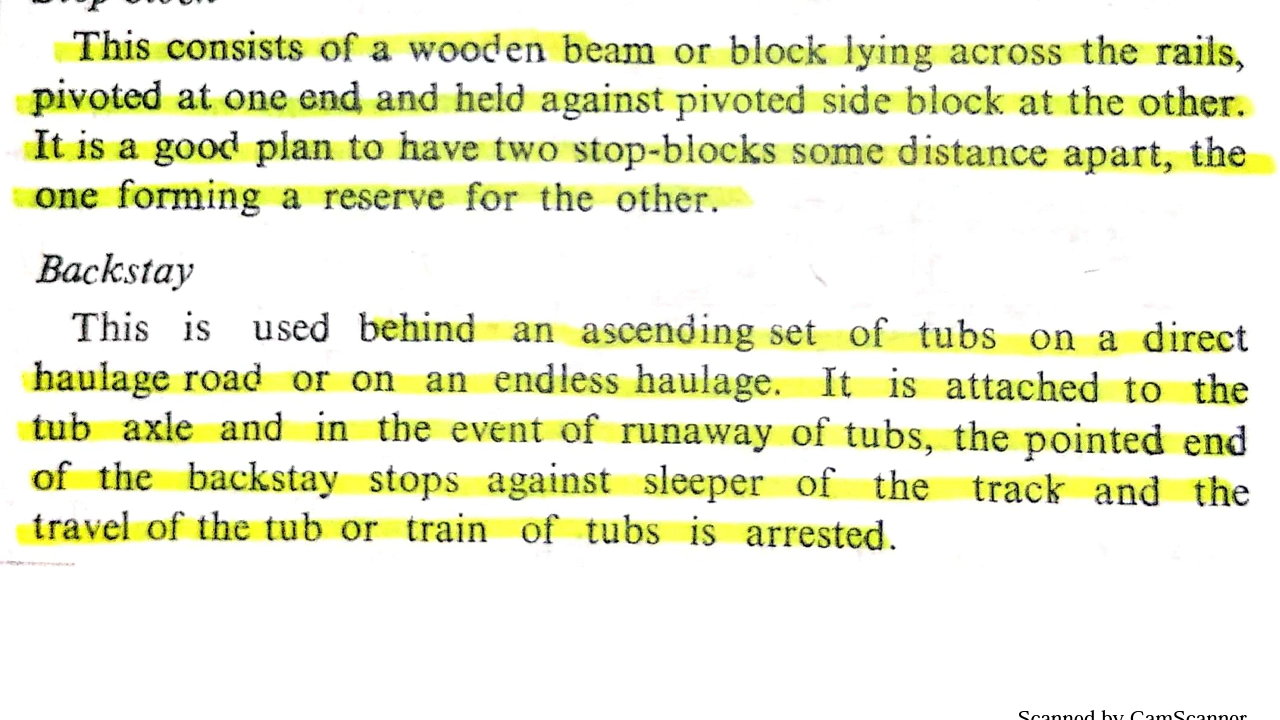 Stop block
This consists of a wooden beam or block lying across the rails,
pivoted at one end and held against pivoted side block at the other.
It is a good plan to have two stop-blocks some distance apart, the
one forming a reserve for the other.
Backstay
This is used behind an ascending set of tubs on a direct
haulage road or on an endless haulage. It is attached to the
tub axle and in the event of runaway of tubs, the pointed end
of the backstay stops against sleeper of the track and the
travel of the tub or train of tubs is arrested.
Scanned by CamScanner